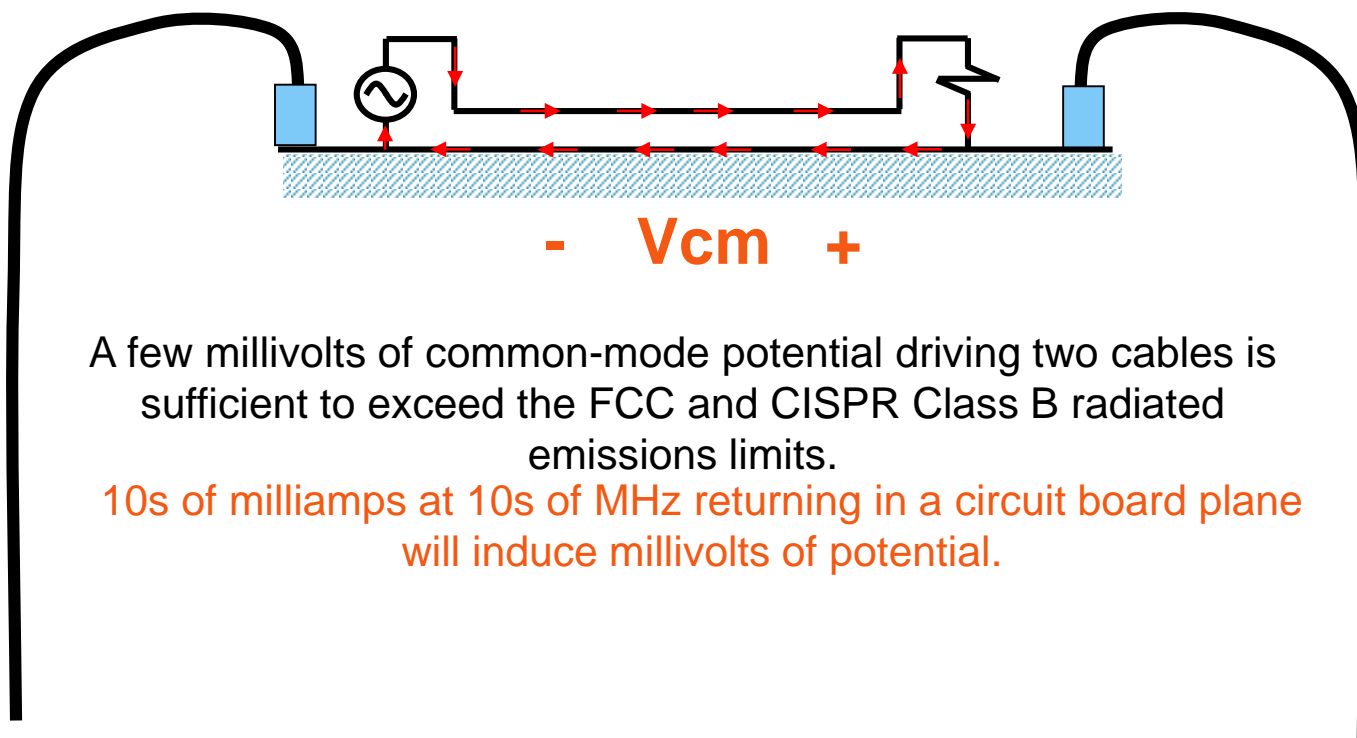 - Vcm +
A few millivolts of common-mode potential driving two cables is
sufficient to exceed the FCC and CISPR Class B radiated
emissions limits.
10s of milliamps at 10s of MHz returning in a circuit board plane
will induce millivolts of potential.